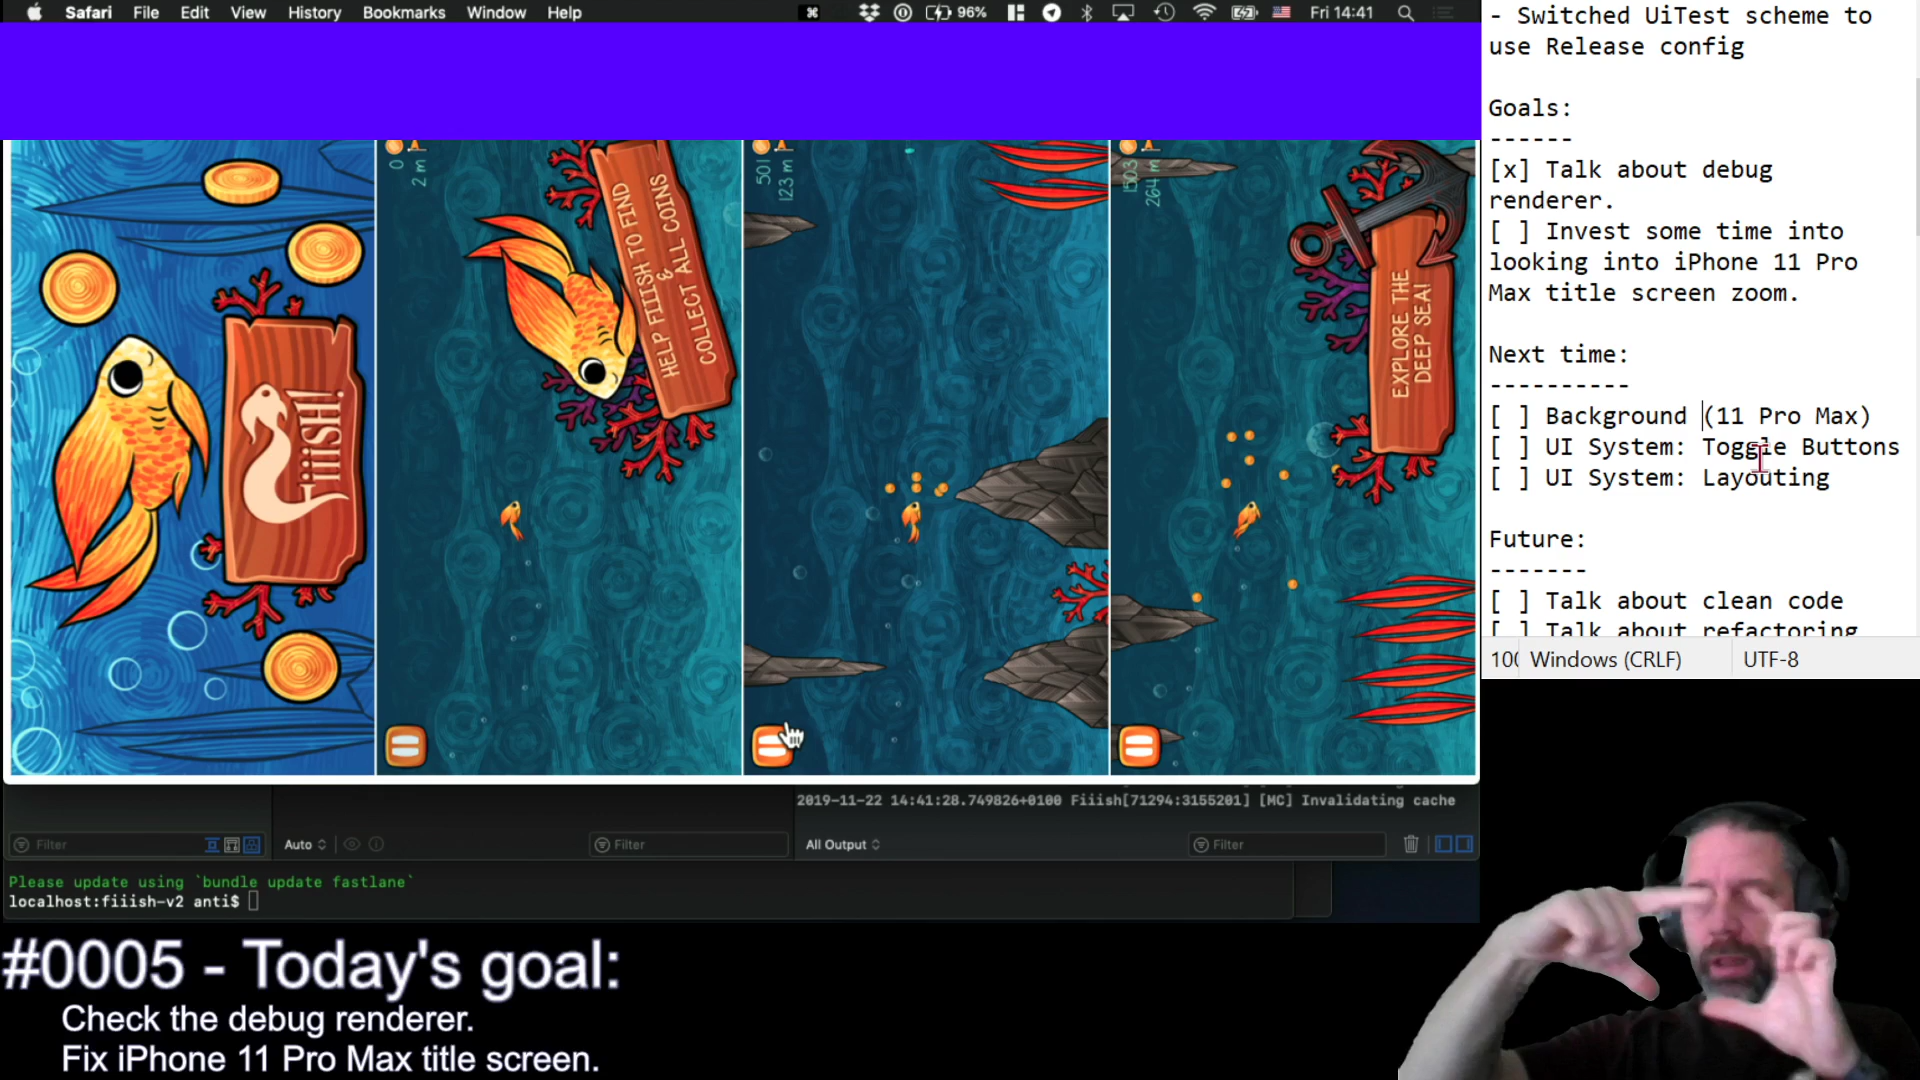 Safari File Edit View History Bookmarks Window Help 96% Fri 14:41
Fiiish!
0
2 m
HELP FIIISH TO FIND
&
COLLECT ALL COINS
501
123 m
1503
264 m
EXPLORE THE
DEEP SEA!
2019-11-22 14:41:28.749826+0100 Fiiish[71294:3155201] [MC] Invalidating cache
Filter Auto Filter All Output Filter
Please update using `bundle update fastlane`
localhost:fiiish-v2 anti$
#0005 - Today's goal:
Check the debug renderer.
Fix iPhone 11 Pro Max title screen.
- Switched UiTest scheme to
use Release config
Goals:
------
[x] Talk about debug
renderer.
[ ] Invest some time into
looking into iPhone 11 Pro
Max title screen zoom.
Next time:
----------
[ ] Background (11 Pro Max)
[ ] UI System: Toggle Buttons
[ ] UI System: Layouting
Future:
-------
[ ] Talk about clean code
[ ] Talk about refactoring
Windows (CRLF) UTF-8